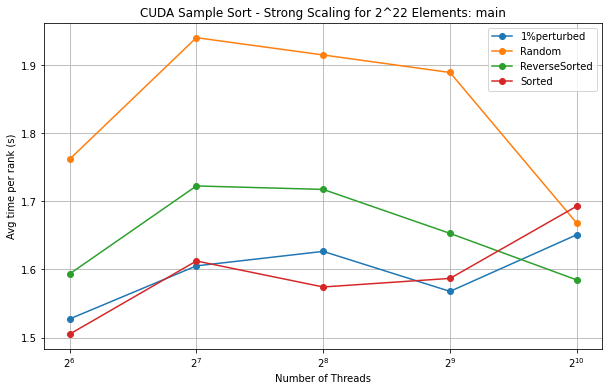 CUDA Sample Sort - Strong Scaling for 2^22 Elements: main
1%perturbed
Random
ReverseSorted
Sorted
Avg time per rank (s)
1.9
1.8
1.7
1.6
1.5
2^6 2^7 2^8 2^9 2^10
Number of Threads